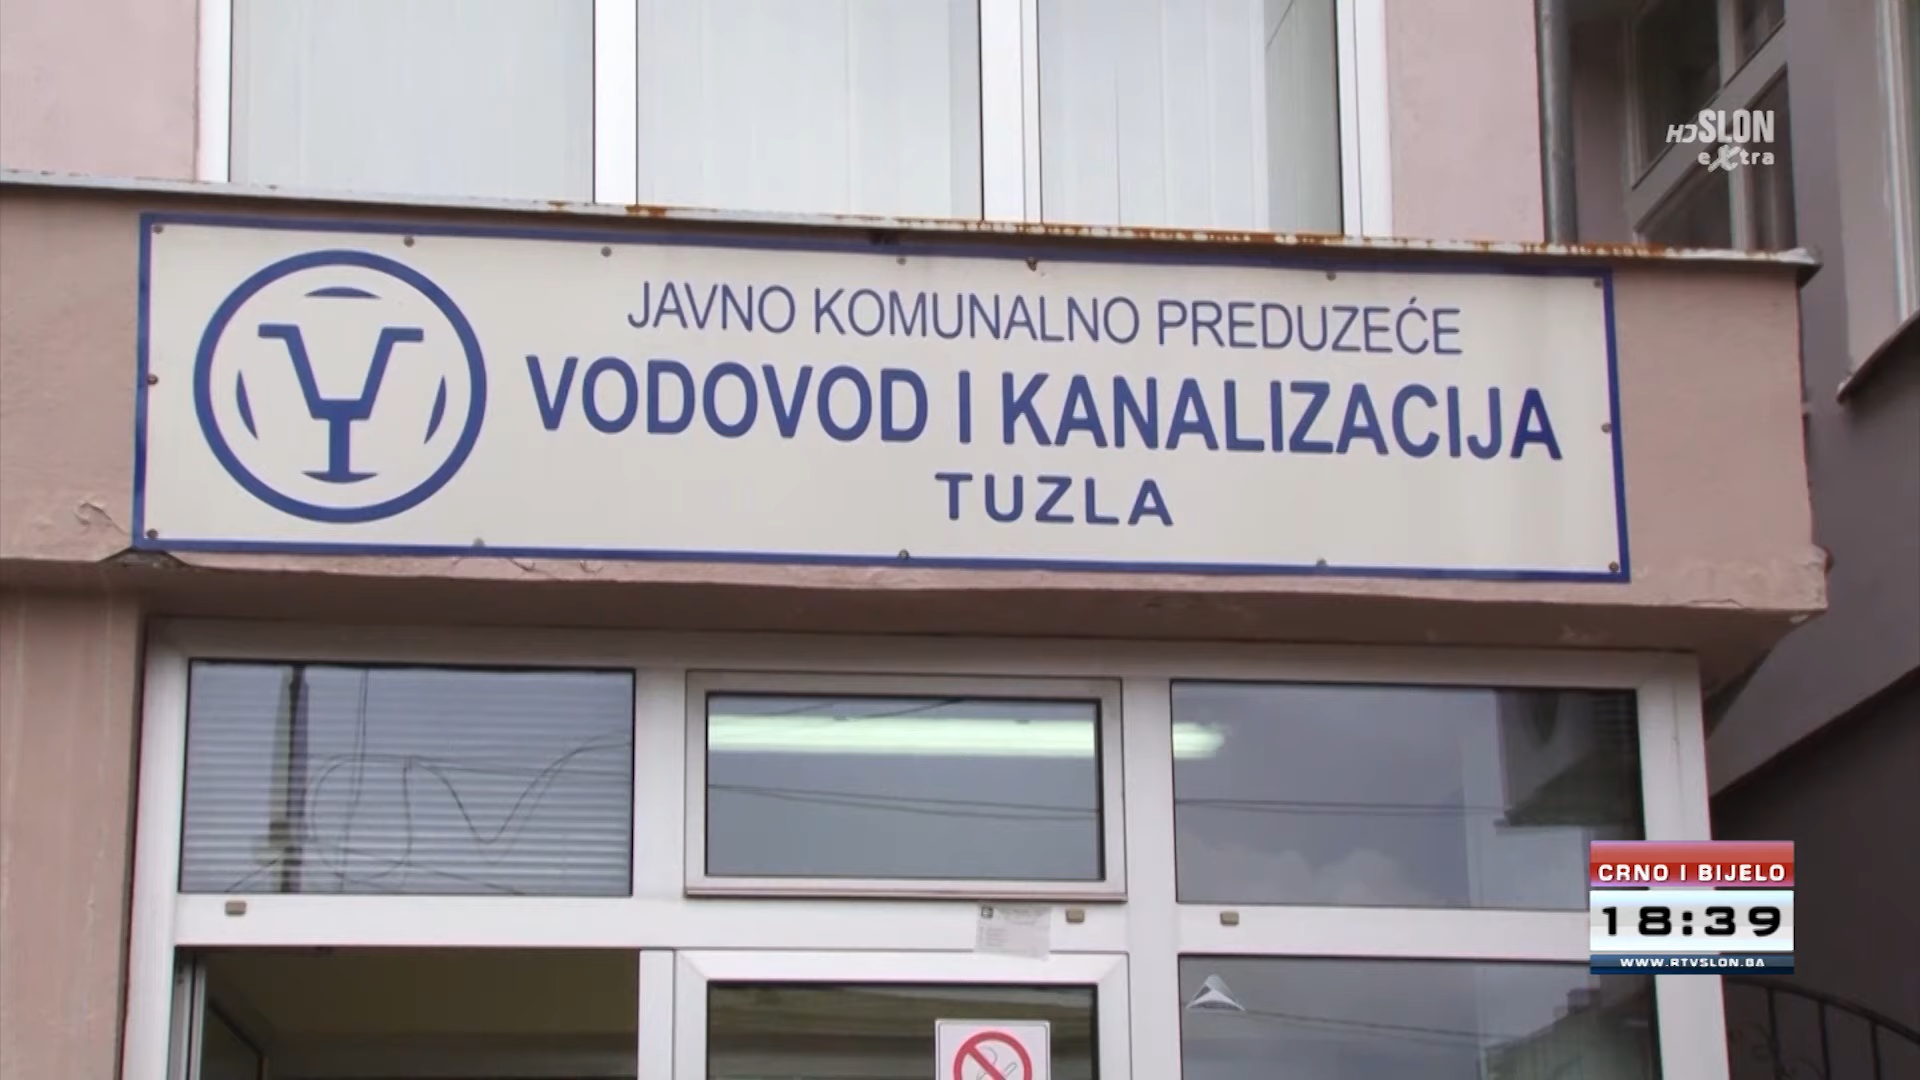 HD SLON
extra
JAVNO KOMUNALNO PREDUZEĆE
VODOVOD I KANALIZACIJA
TUZLA
CRNO I BIJELO
18:39
WWW.RTVSLON.BA